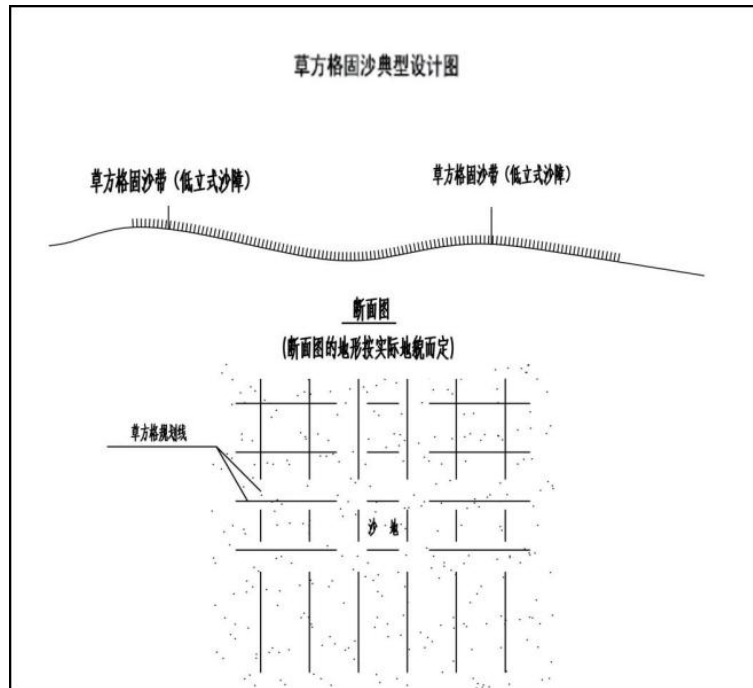 草方格固沙典型设计图
草方格固沙带（低立式沙障）
草方格固沙带（低立式沙障）
断面图
(断面图的地形按实际地貌而定)
草方格规划线
沙 地